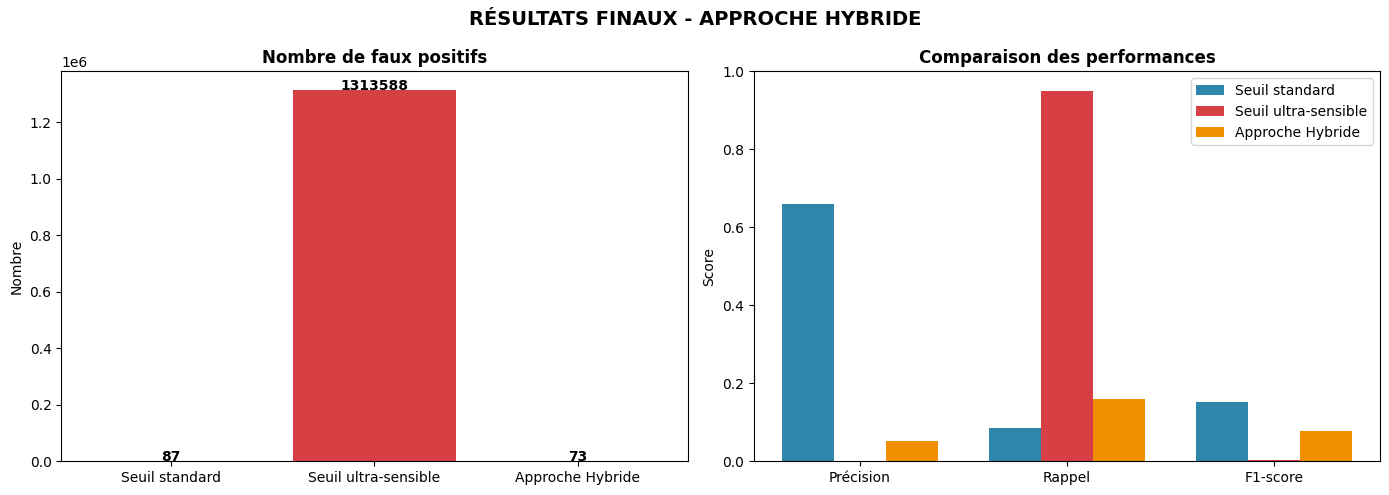 RÉSULTATS FINAUX - APPROCHE HYBRIDE
Nombre de faux positifs
1e6
1313588
1.2
1.0
0.8
0.6
0.4
0.2
0.0
Nombre
87
73
Seuil standard
Seuil ultra-sensible
Approche Hybride
Comparaison des performances
1.0
0.8
0.6
0.4
0.2
0.0
Score
Seuil standard
Seuil ultra-sensible
Approche Hybride
Précision
Rappel
F1-score